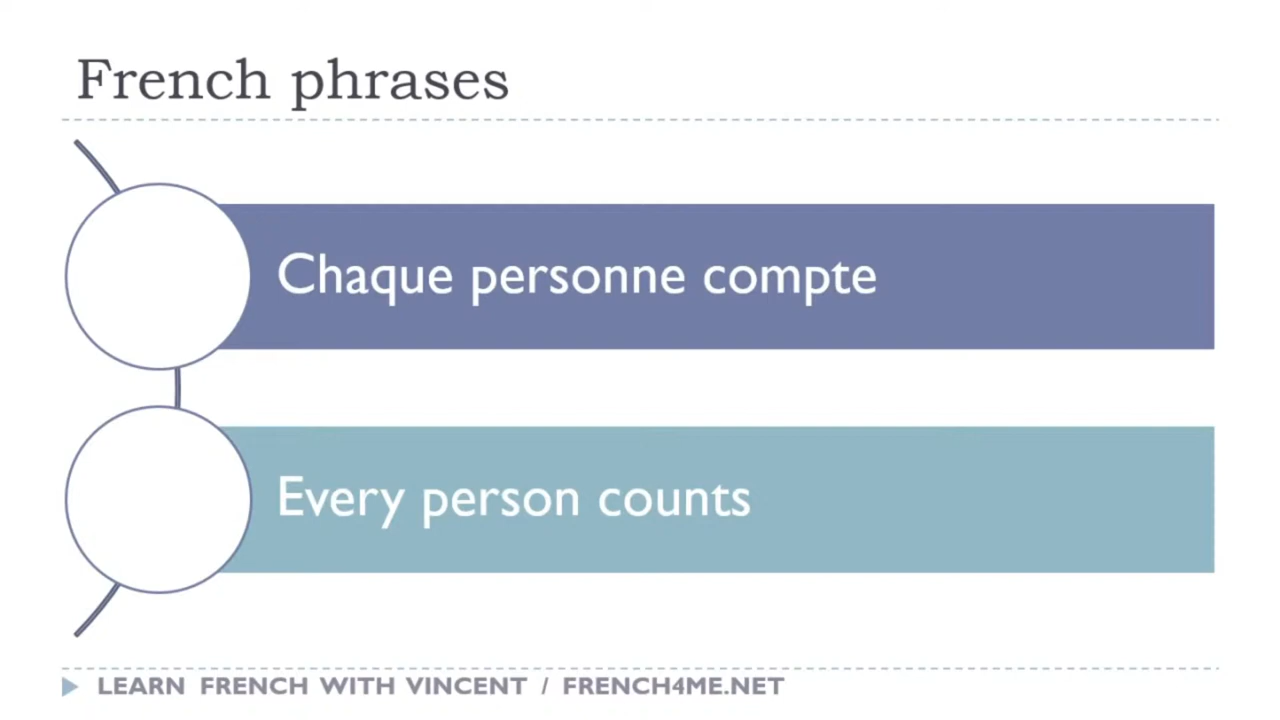 French phrases
Chaque personne compte
Every person counts
LEARN FRENCH WITH VINCENT / FRENCH4ME.NET